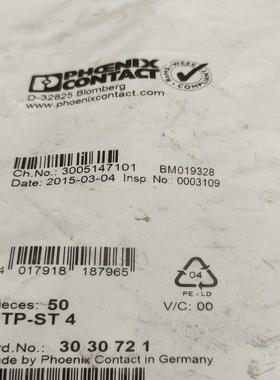 PHŒNIX
CONTACT
D-32825 Blomberg
www.phoenixcontact.com
WEEE
Ch.No.: 3005147101 BM019328
Date: 2015-03-04 Insp. No.: 0003109
4 017918 187965
04
PE-LD
ieces: 50 V/C: 00
TP-ST 4
rd.No.: 30 30 72 1
de by Phoenix Contact in Germany